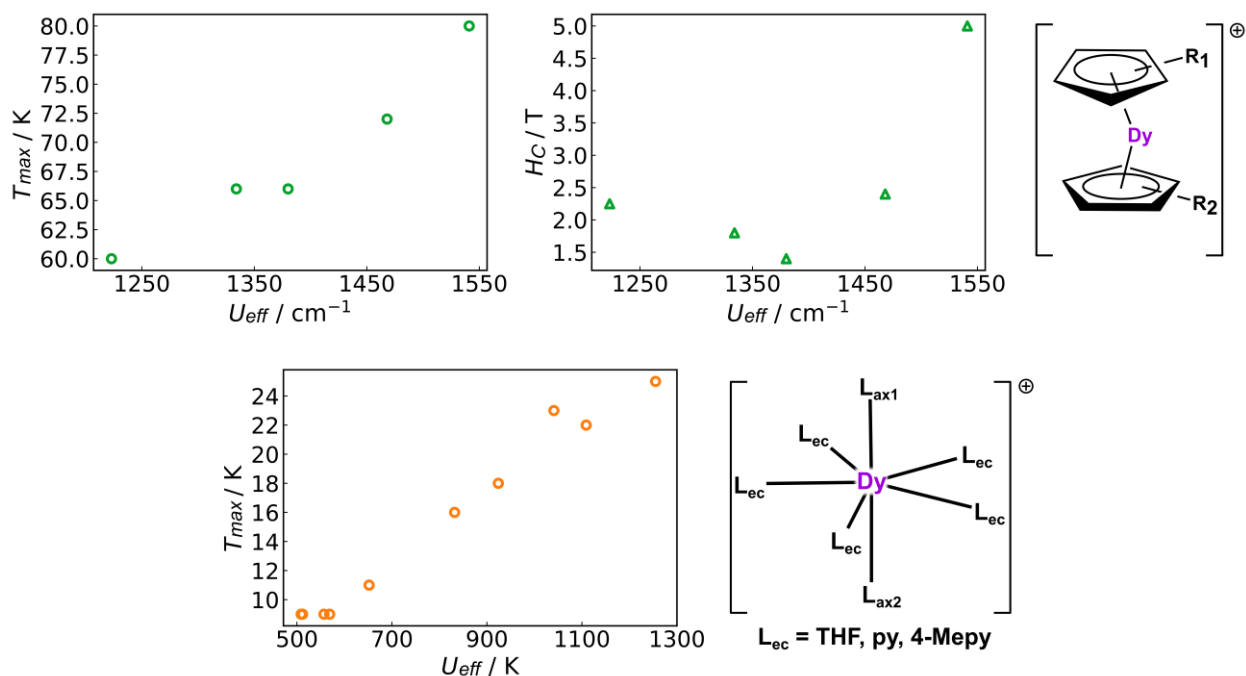 80.0
77.5
75.0
72.5
70.0
67.5
65.0
62.5
60.0
T_max / K
1250 1350 1450 1550
U_eff / cm⁻¹
5.0
4.5
4.0
3.5
3.0
2.5
2.0
1.5
H_C / T
1250 1350 1450 1550
U_eff / cm⁻¹
⊕
R₁
Dy
R₂
24
22
20
18
16
14
12
10
T_max / K
500 700 900 1100 1300
U_eff / K
⊕
L_ax1
L_ec
L_ec
L_ec
Dy
L_ec
L_ec
L_ax2
L_ec = THF, py, 4-Mepy